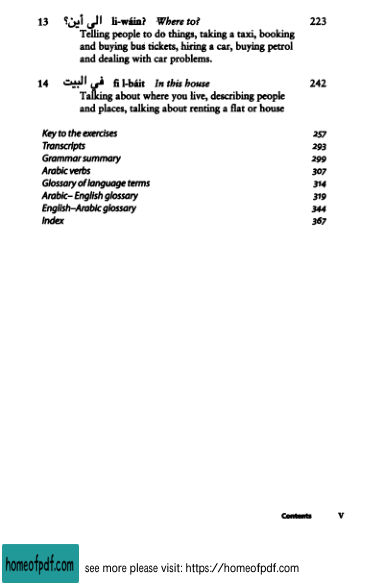 13 الى أين؟ li-wáin? Where to? 223
Telling people to do things, taking a taxi, booking
and buying bus tickets, hiring a car, buying petrol
and dealing with car problems.
14 في البيت fi l-báit In this house 242
Talking about where you live, describing people
and places, talking about renting a flat or house
Key to the exercises 257
Transcripts 293
Grammar summary 299
Arabic verbs 307
Glossary of language terms 314
Arabic–English glossary 319
English–Arabic glossary 344
Index 367
Contents V
homeofpdf.com see more please visit: https://homeofpdf.com